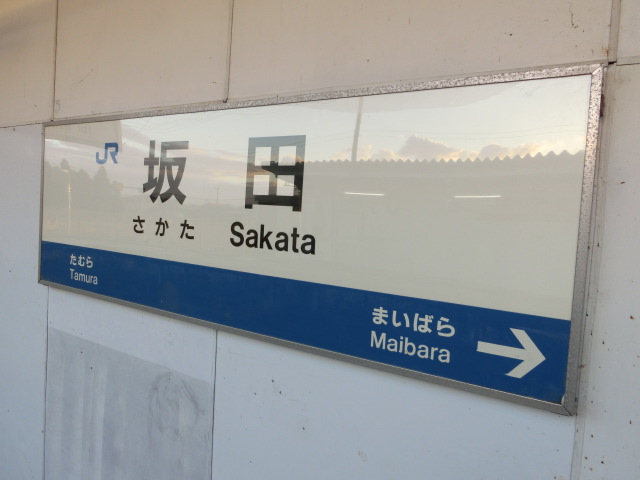 JR 坂田
さかた Sakata
たむら
Tamura
まいばら
Maibara